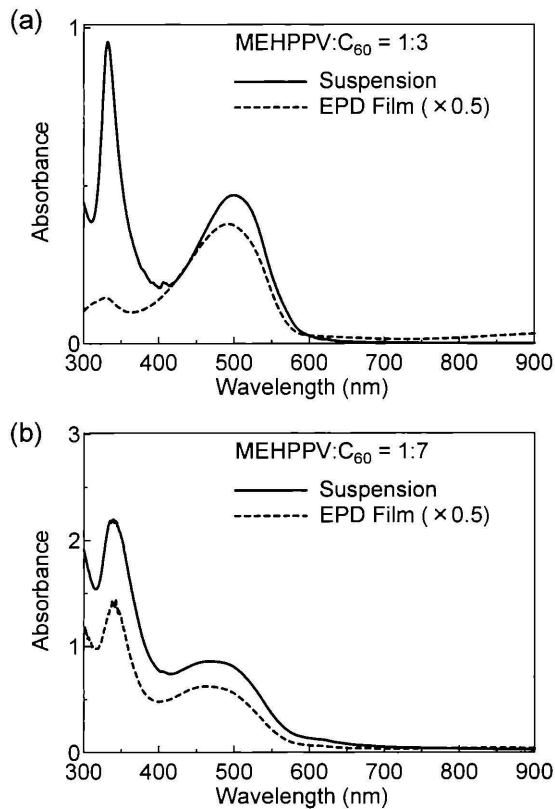 (a)
MEHPPV:C₆₀ = 1:3
Suspension
EPD Film (×0.5)
1
0
Absorbance
300 400 500 600 700 800 900
Wavelength (nm)
(b)
MEHPPV:C₆₀ = 1:7
Suspension
EPD Film (×0.5)
3
2
1
0
Absorbance
300 400 500 600 700 800 900
Wavelength (nm)